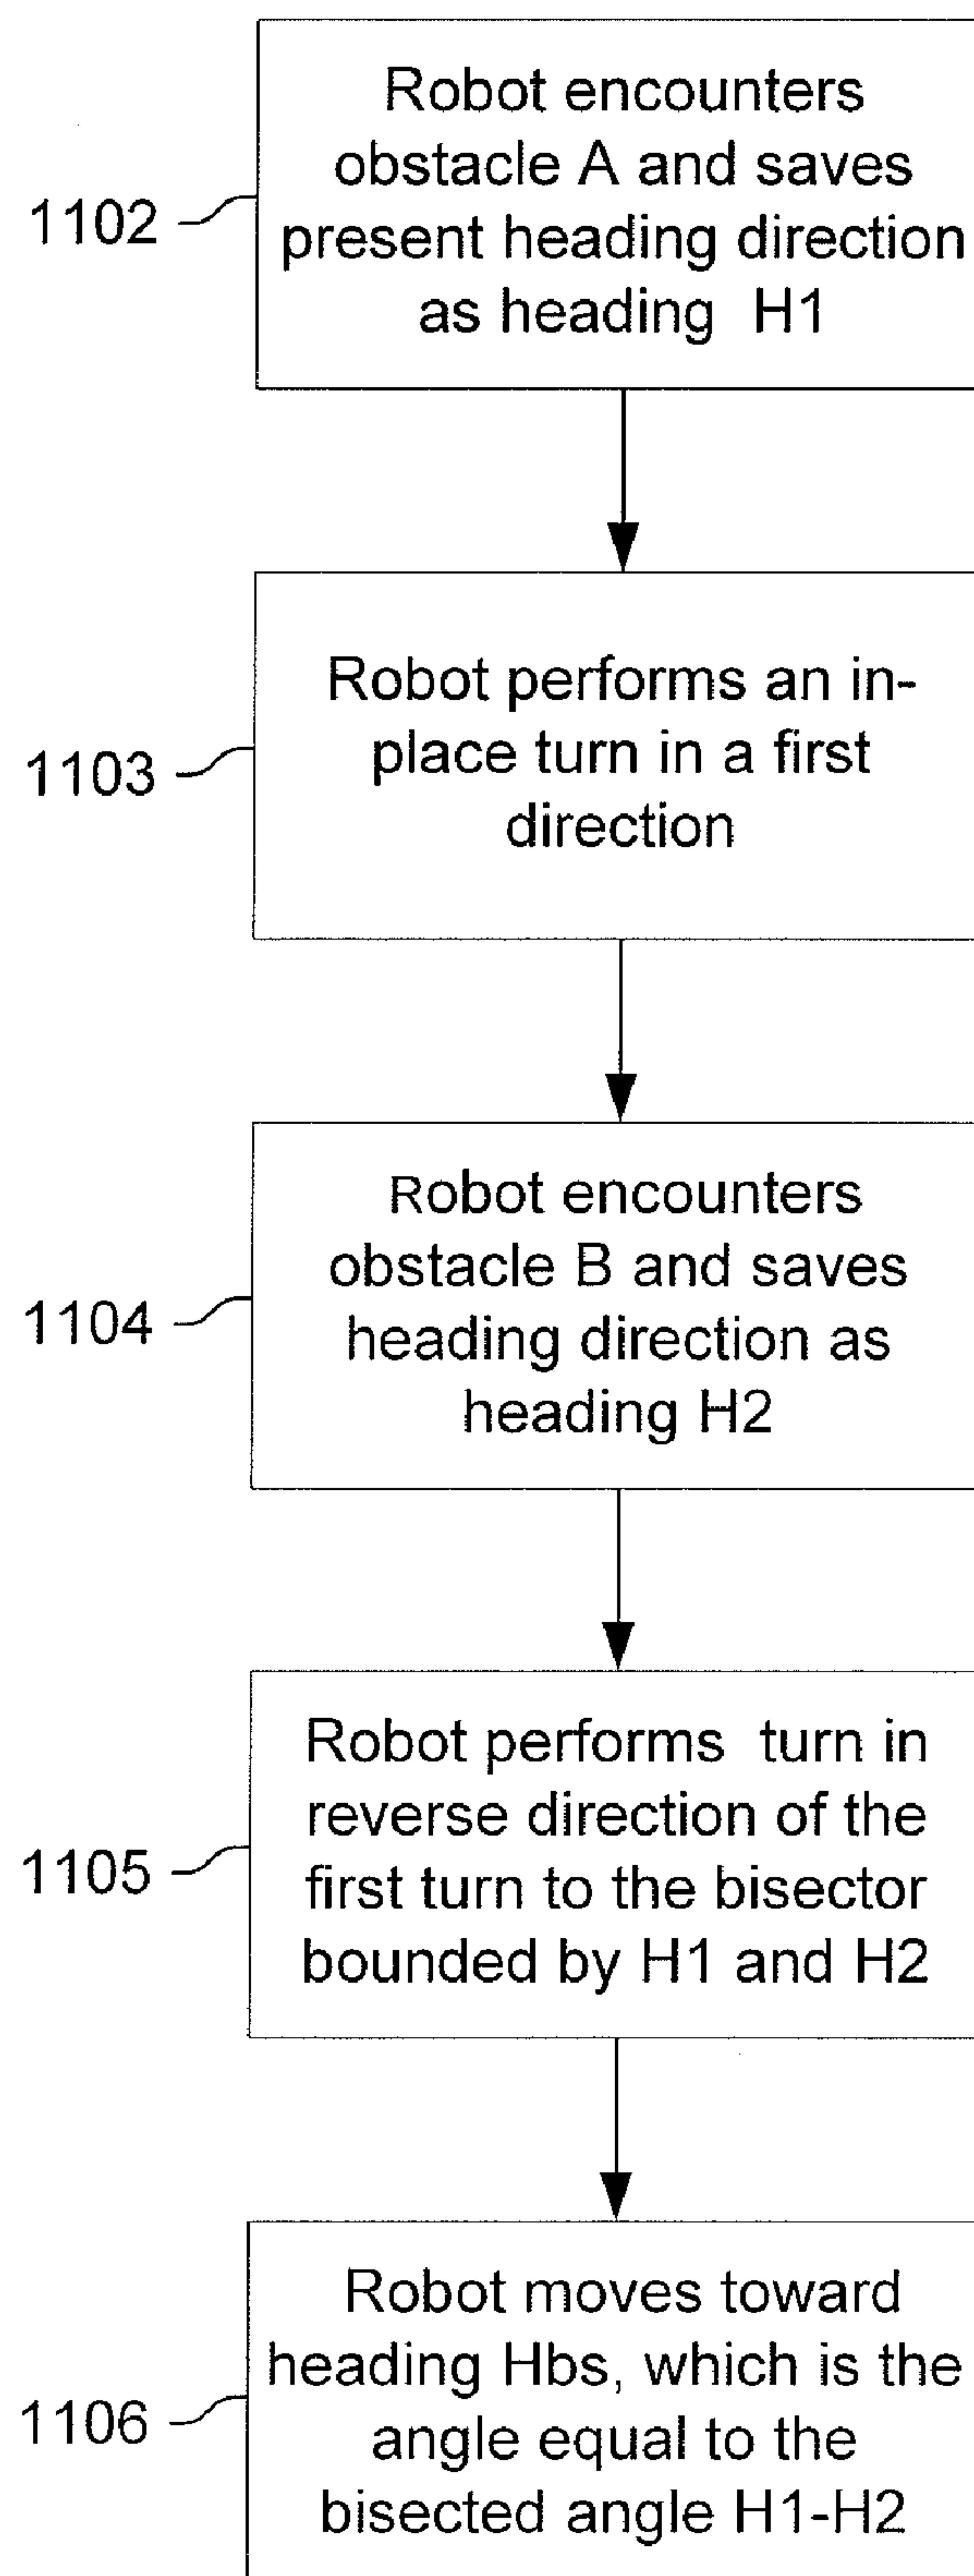 Robot encounters
obstacle A and saves
present heading direction
as heading H1
1102
Robot performs an in-
place turn in a first
direction
1103
Robot encounters
obstacle B and saves
heading direction as
heading H2
1104
Robot performs turn in
reverse direction of the
first turn to the bisector
bounded by H1 and H2
1105
Robot moves toward
heading Hbs, which is the
angle equal to the
bisected angle H1-H2
1106